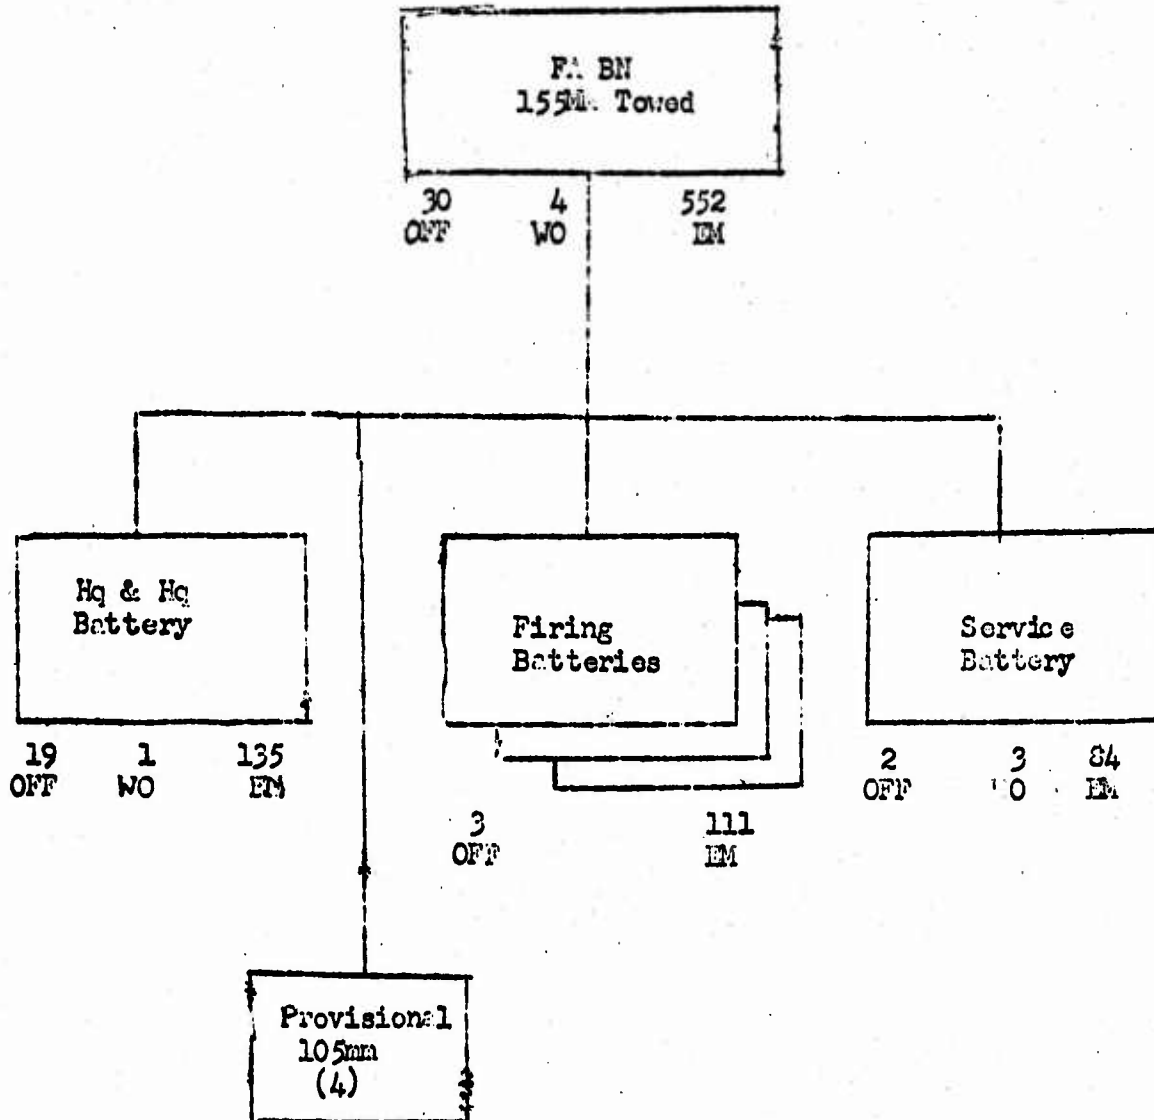 FA BN
155MM Towed
30 4 552
OFF WO EM
Hq & Hq
Battery
Firing
Batteries
Service
Battery
19 1 135
OFF WO EM
3 111
OFF EM
2 3 84
OFF WO EM
Provisional
105mm
(4)